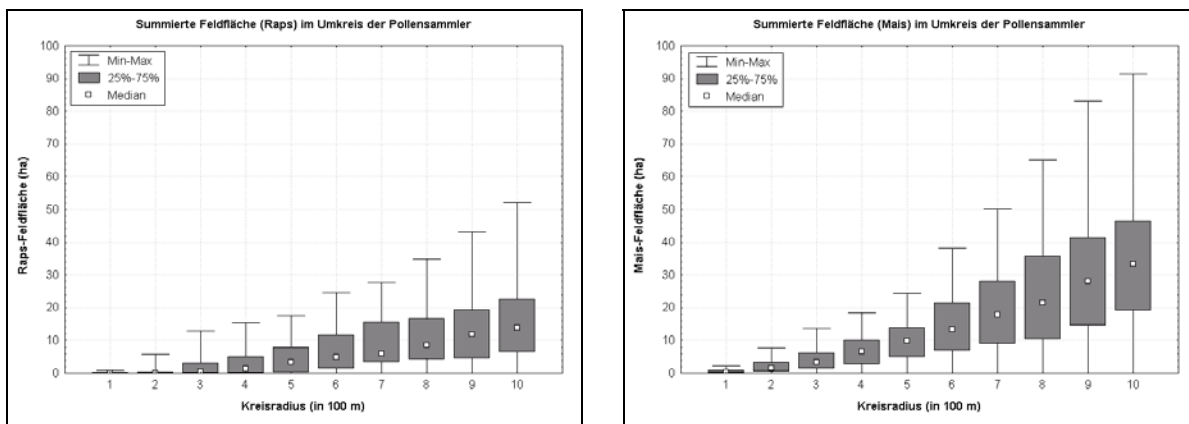 Summierte Feldfläche (Raps) im Umkreis der Pollensammler
100
90
80
70
60
50
40
30
20
10
0
Min-Max
25%-75%
Median
Raps-Feldfläche (ha)
1 2 3 4 5 6 7 8 9 10
Kreisradius (in 100 m)
Summierte Feldfläche (Mais) im Umkreis der Pollensammler
100
90
80
70
60
50
40
30
20
10
0
Min-Max
25%-75%
Median
Mais-Feldfläche (ha)
1 2 3 4 5 6 7 8 9 10
Kreisradius (in 100 m)